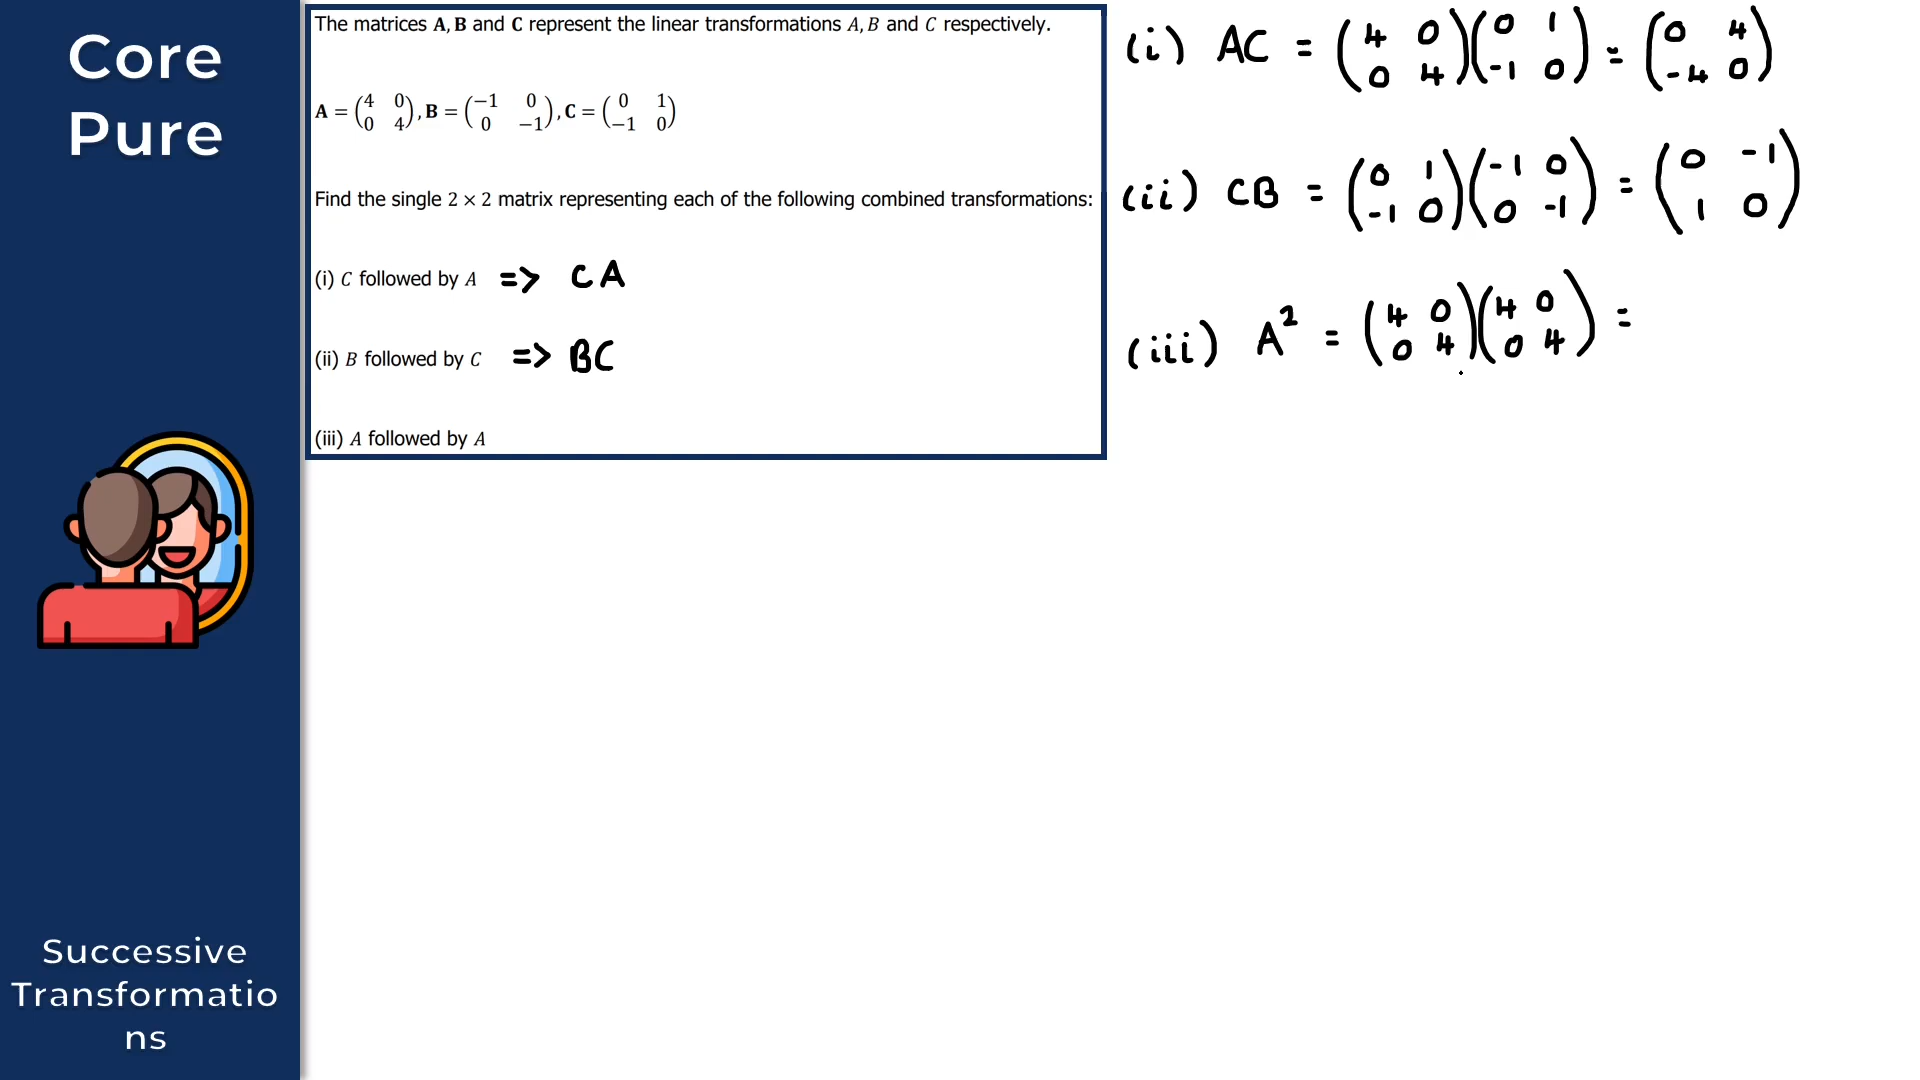 Core
Pure
The matrices A, B and C represent the linear transformations A, B and C respectively.
A = (4 0; 0 4), B = (−1 0; 0 −1), C = (0 1; −1 0)
Find the single 2 × 2 matrix representing each of the following combined transformations:
(i) C followed by A => CA
(ii) B followed by C => BC
(iii) A followed by A
(i) AC = (4 0; 0 4)(0 1; -1 0) = (0 4; -4 0)
(ii) CB = (0 1; -1 0)(-1 0; 0 -1) = (0 -1; 1 0)
(iii) A² = (4 0; 0 4)(4 0; 0 4) =
Successive
Transformatio
ns